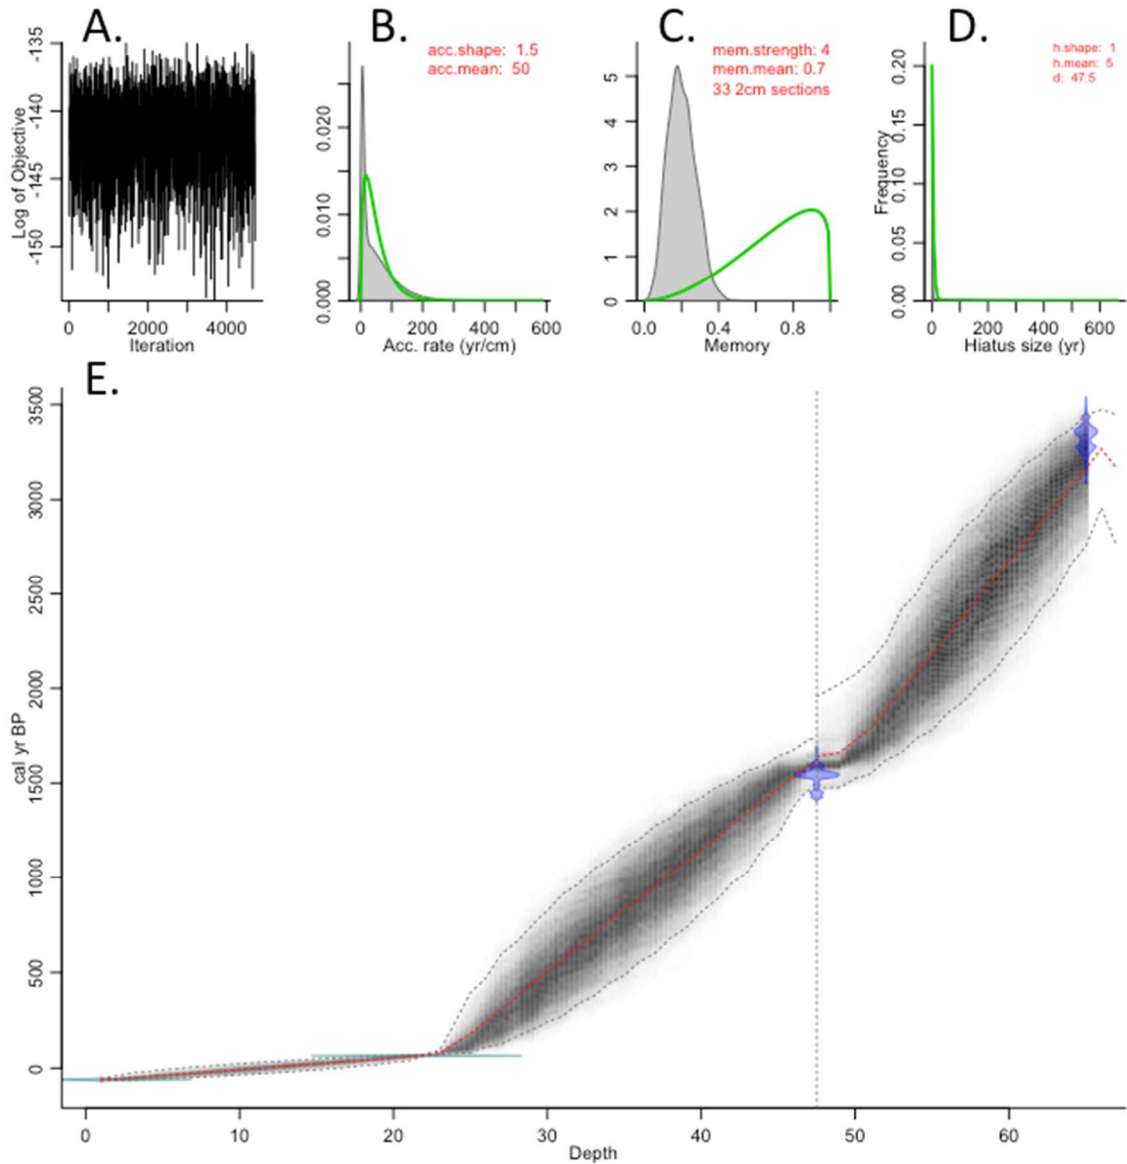 A.
-135
-140
-145
-150
Log of Objective
0 2000 4000
Iteration
B.
acc.shape: 1.5
acc.mean: 50
0.020
0.010
0.000
0 200 400 600
Acc. rate (yr/cm)
C.
mem.strength: 4
mem.mean: 0.7
33 2cm sections
5
4
3
2
1
0
0.0 0.4 0.8
Memory
D.
h.shape: 1
h.mean: 5
d: 47.5
0.20
0.15
0.10
0.05
0.00
Frequency
0 200 400 600
Hiatus size (yr)
E.
3500
3000
2500
2000
1500
1000
500
0
cal yr BP
0 10 20 30 40 50 60
Depth